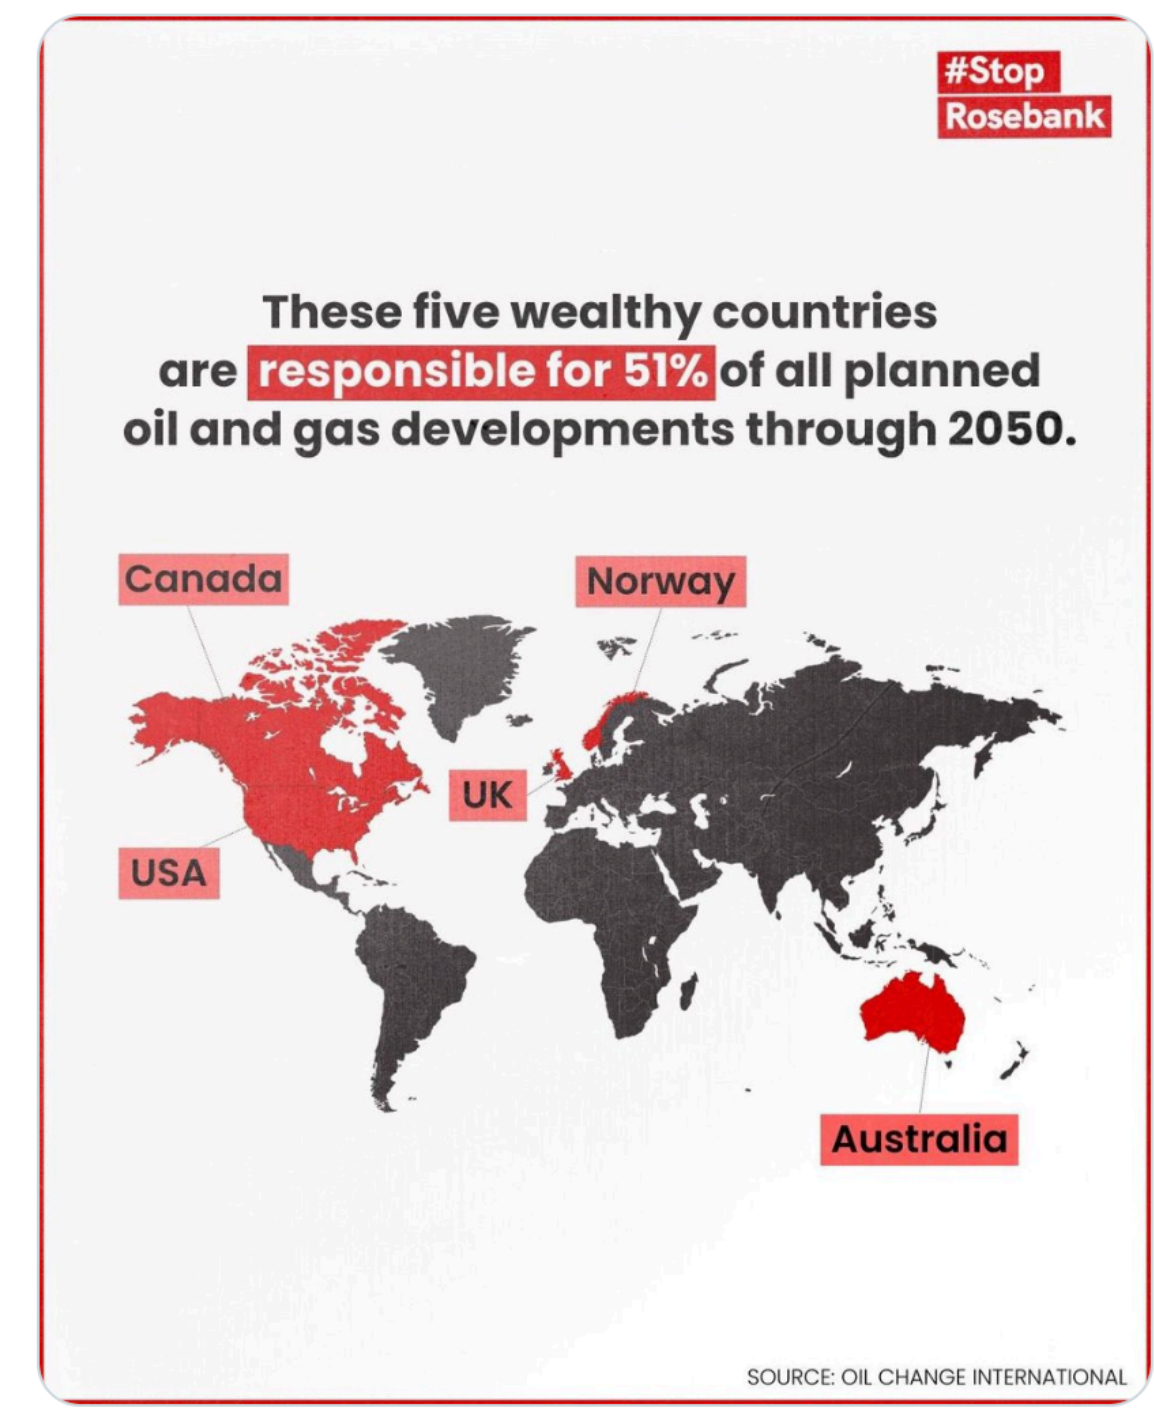 #Stop
Rosebank
These five wealthy countries
are responsible for 51% of all planned
oil and gas developments through 2050.
Canada
Norway
UK
USA
Australia
SOURCE: OIL CHANGE INTERNATIONAL